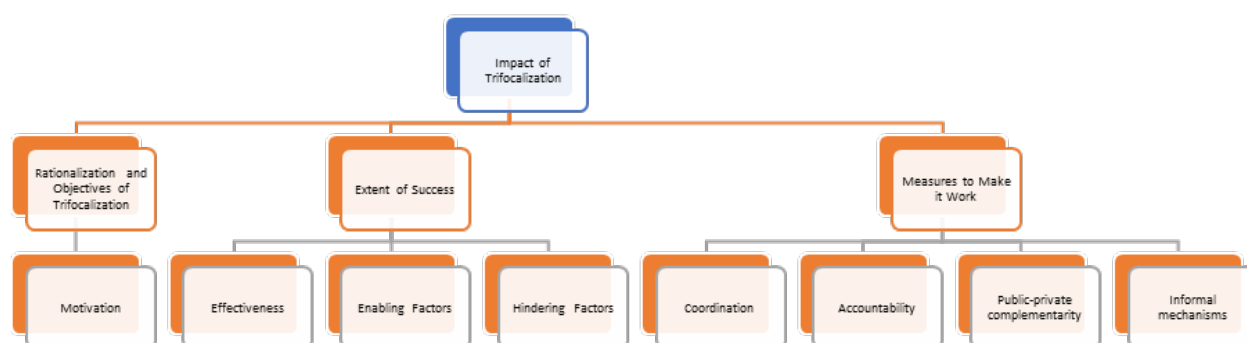 Impact of
Trifocalization
Rationalization and
Objectives of
Trifocalization
Extent of Success
Measures to Make
it Work
Motivation
Effectiveness
Enabling Factors
Hindering Factors
Coordination
Accountability
Public-private
complementarity
Informal
mechanisms